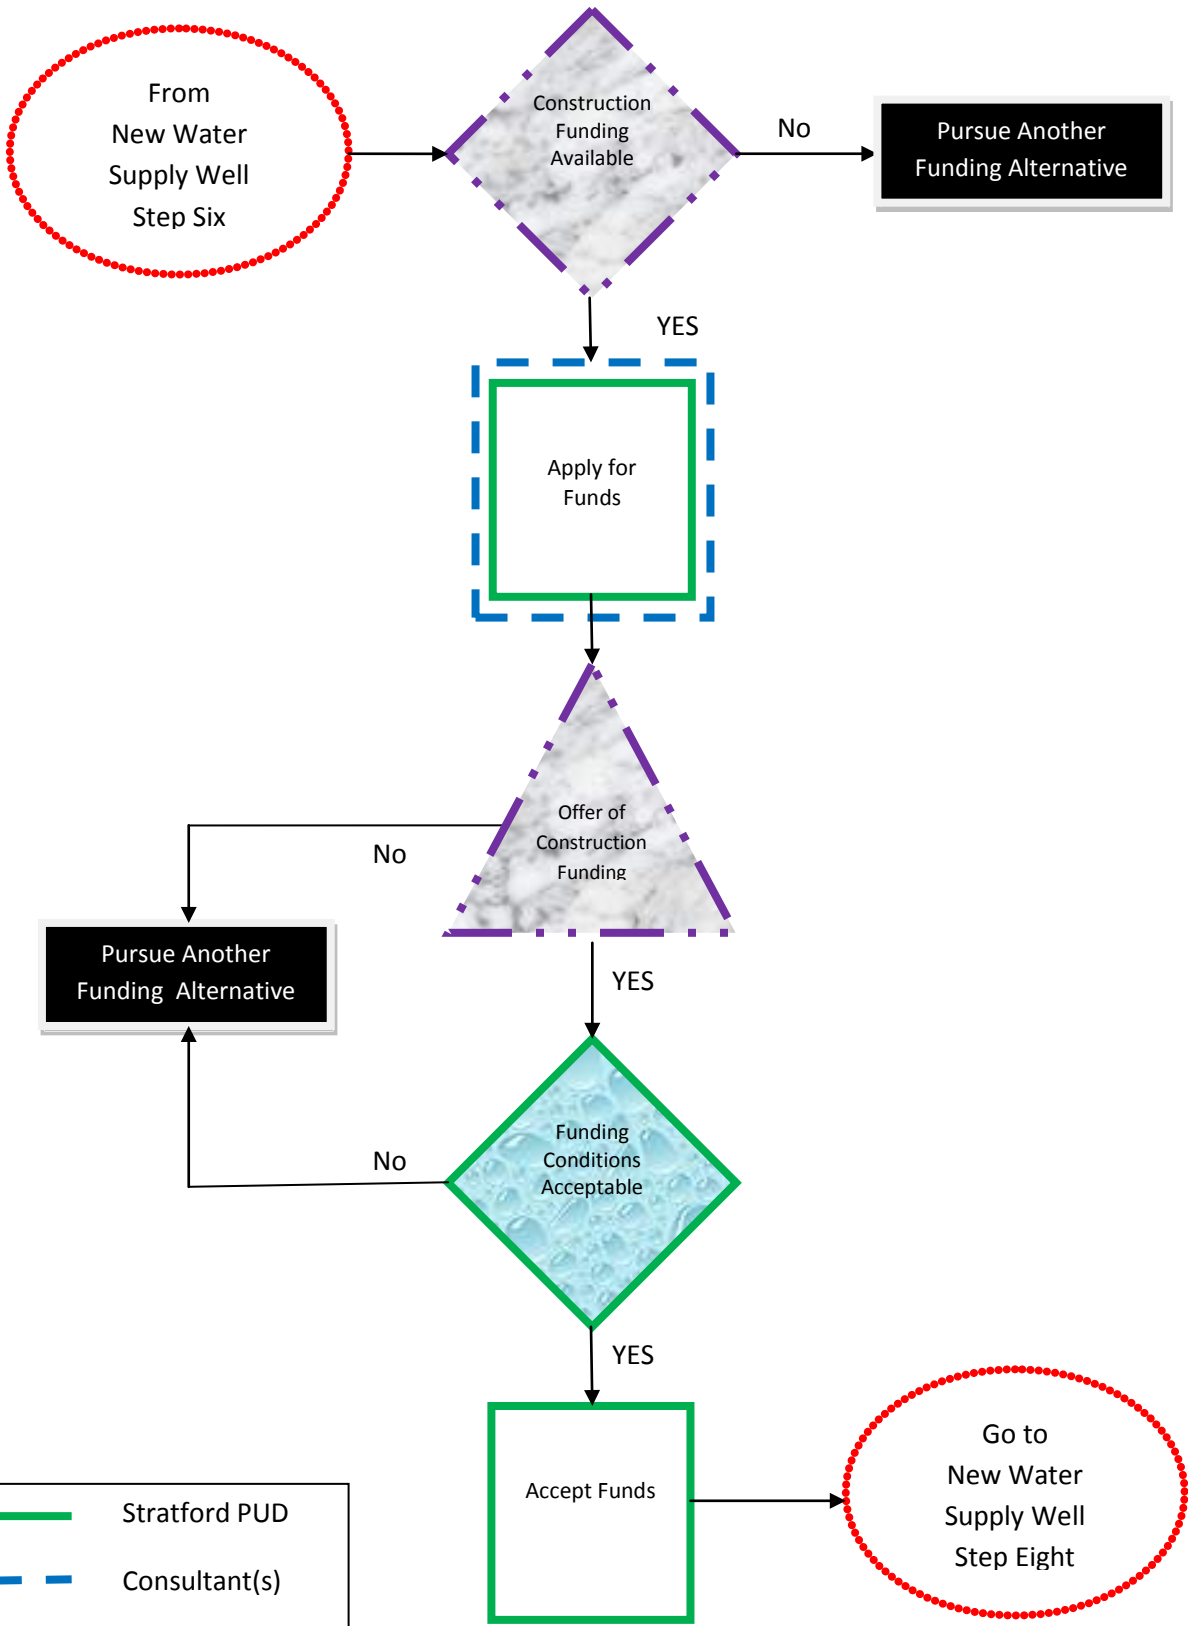 From
New Water
Supply Well
Step Six
Construction
Funding
Available
No
Pursue Another
Funding Alternative
YES
Apply for
Funds
Offer of
Construction
Funding
No
Pursue Another
Funding Alternative
YES
Funding
Conditions
Acceptable
No
YES
Accept Funds
Go to
New Water
Supply Well
Step Eight
Stratford PUD
Consultant(s)